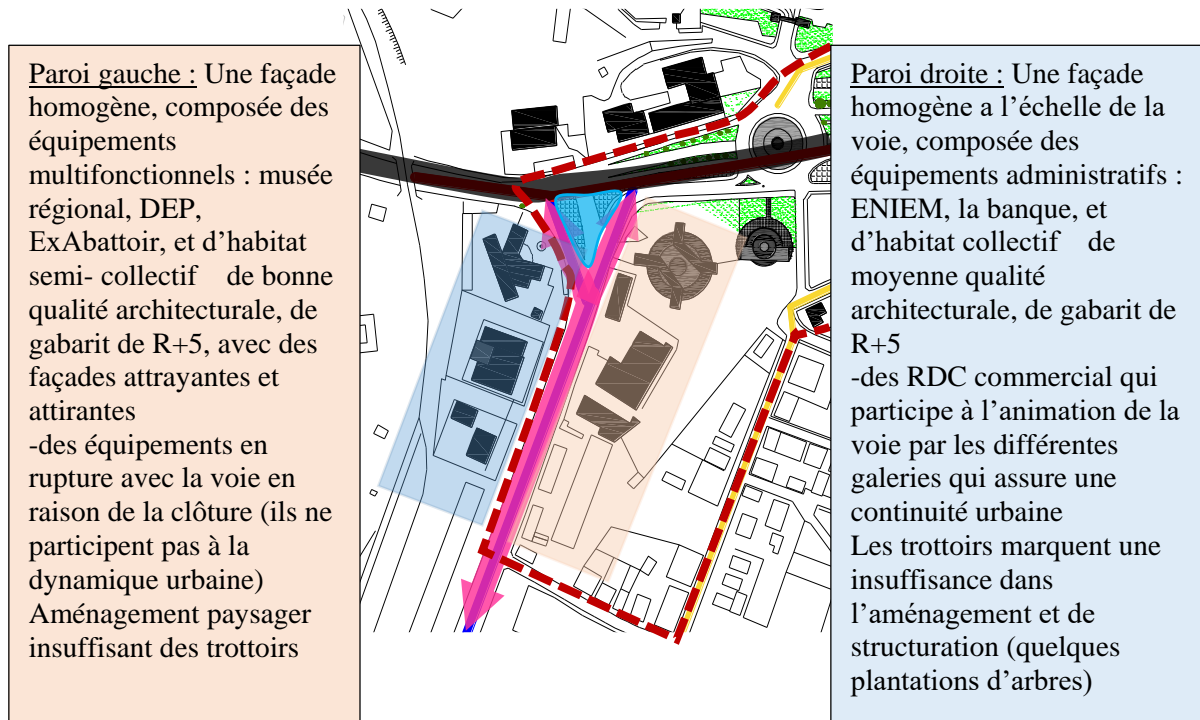 Paroi gauche : Une façade
homogène, composée des
équipements
multifonctionnels : musée
régional, DEP,
ExAbattoir, et d’habitat
semi- collectif de bonne
qualité architecturale, de
gabarit de R+5, avec des
façades attrayantes et
attirantes
-des équipements en
rupture avec la voie en
raison de la clôture (ils ne
participent pas à la
dynamique urbaine)
Aménagement paysager
insuffisant des trottoirs
Paroi droite : Une façade
homogène a l’échelle de la
voie, composée des
équipements administratifs :
ENIEM, la banque, et
d’habitat collectif de
moyenne qualité
architecturale, de gabarit de
R+5
-des RDC commercial qui
participe à l’animation de la
voie par les différentes
galeries qui assure une
continuité urbaine
Les trottoirs marquent une
insuffisance dans
l’aménagement et de
structuration (quelques
plantations d’arbres)